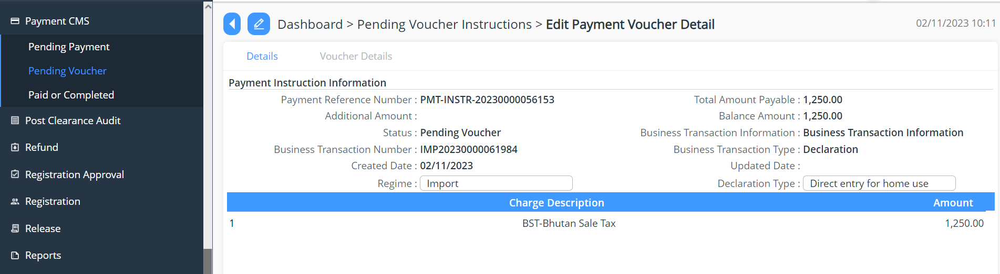 Payment CMS
Pending Payment
Pending Voucher
Paid or Completed
Post Clearance Audit
Refund
Registration Approval
Registration
Release
Reports
Dashboard > Pending Voucher Instructions > Edit Payment Voucher Detail
02/11/2023 10:11
Details Voucher Details
Payment Instruction Information
Payment Reference Number : PMT-INSTR-20230000056153 Total Amount Payable : 1,250.00
Additional Amount : Balance Amount : 1,250.00
Status : Pending Voucher Business Transaction Information : Business Transaction Information
Business Transaction Number : IMP20230000061984 Business Transaction Type : Declaration
Created Date : 02/11/2023 Updated Date :
Regime : Import Declaration Type : Direct entry for home use
Charge Description Amount
1 BST-Bhutan Sale Tax 1,250.00